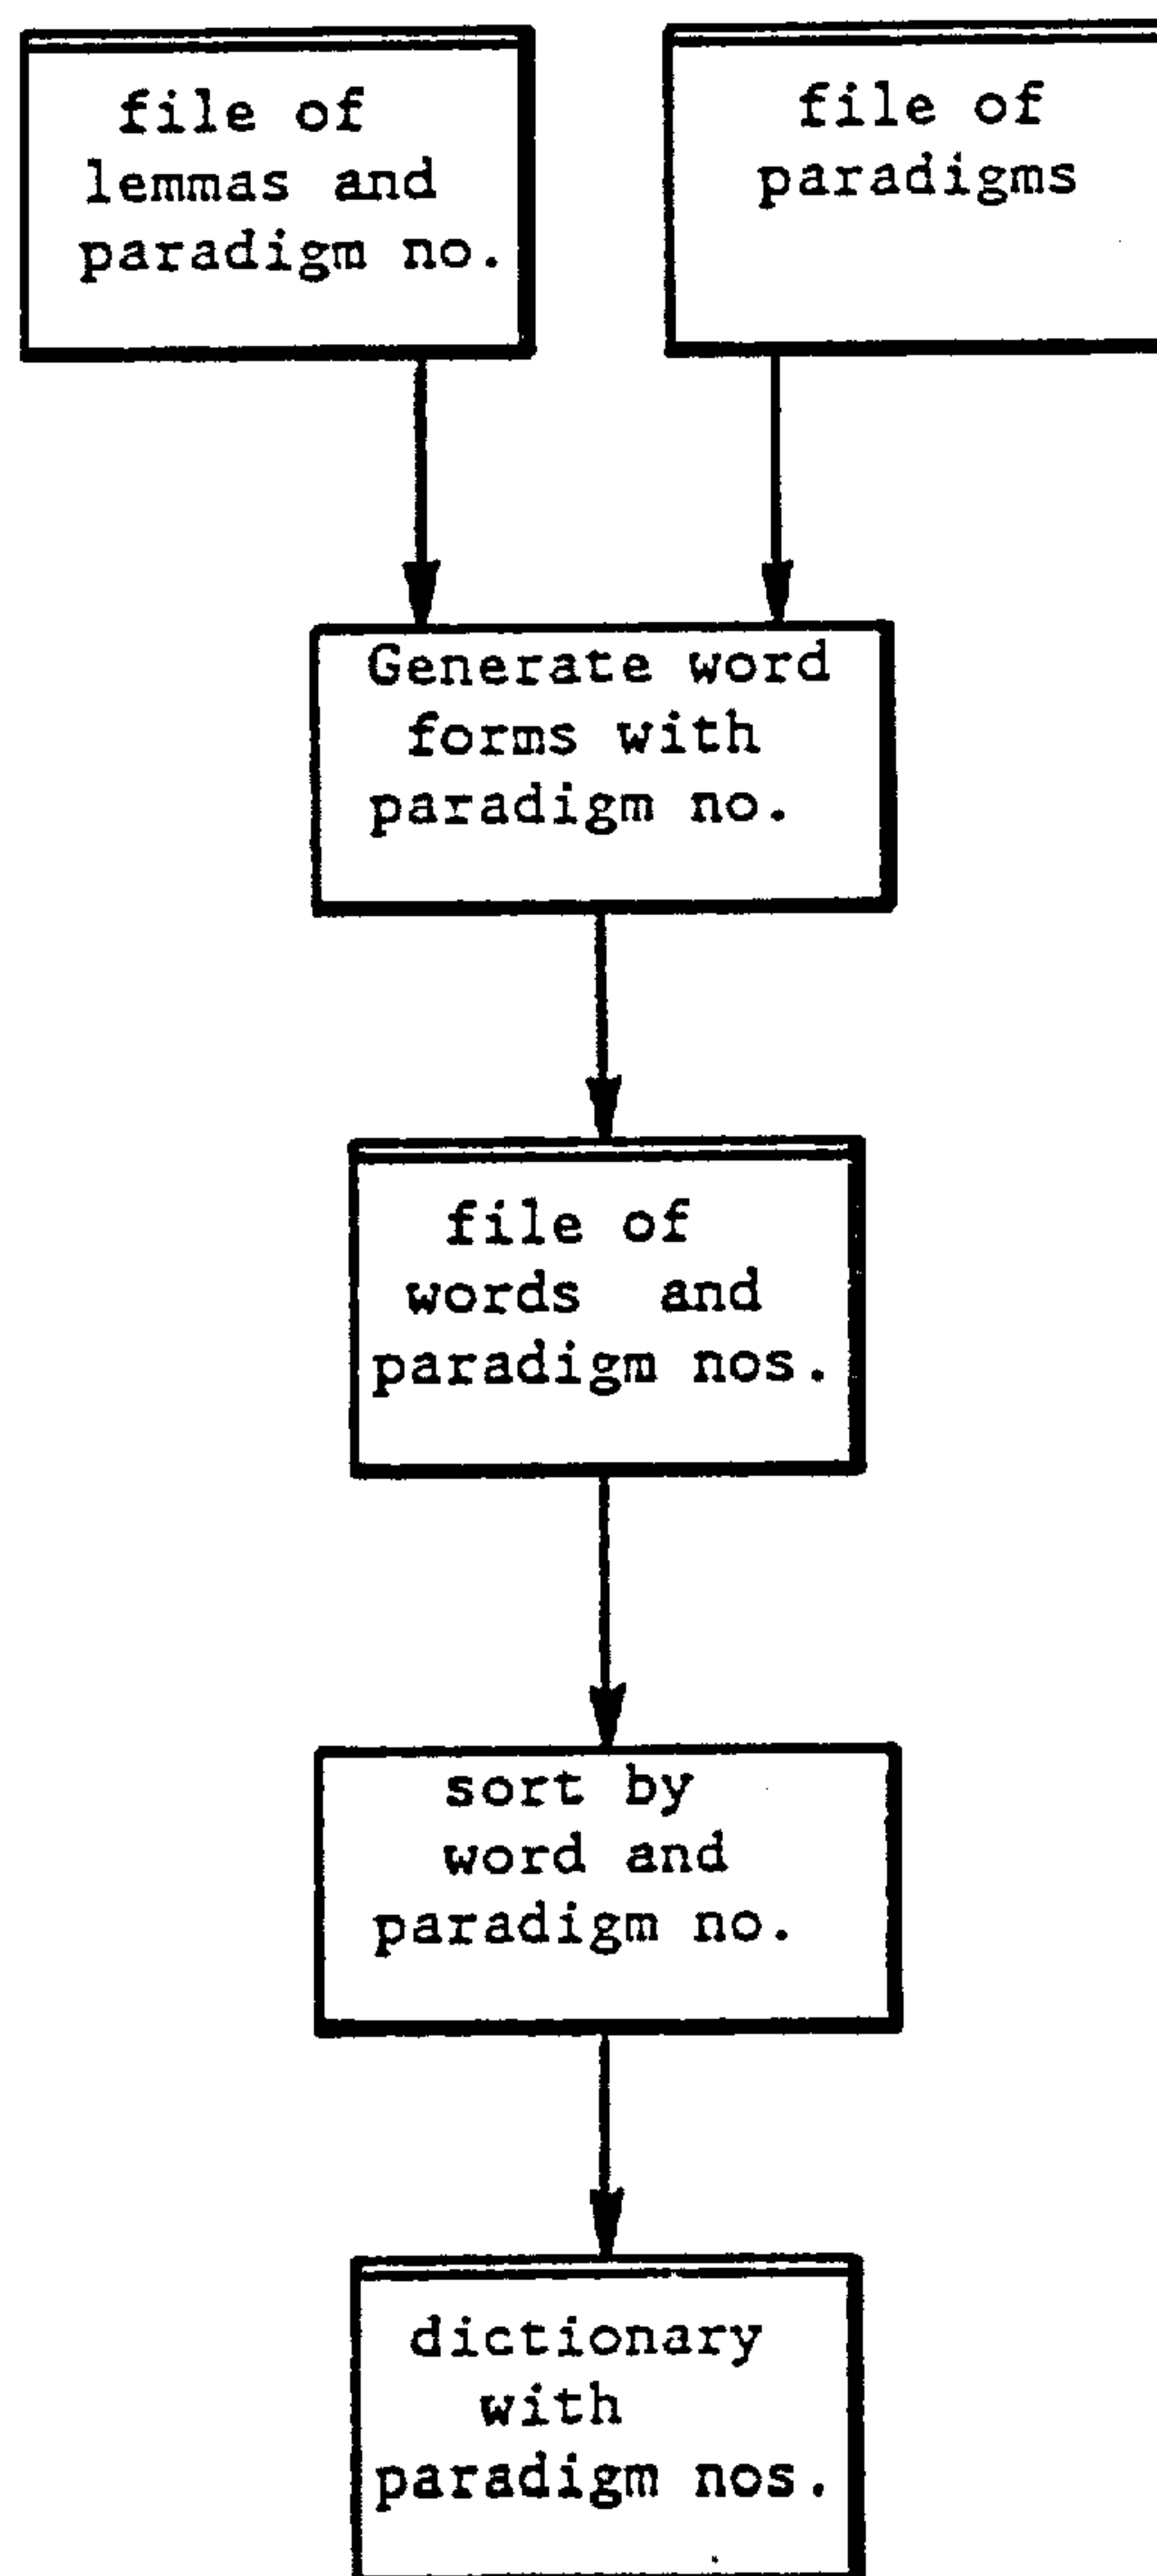 file of
lemmas and
paradigm no.
file of
paradigms
Generate word
forms with
paradigm no.
file of
words and
paradigm nos.
sort by
word and
paradigm no.
dictionary
with
paradigm nos.